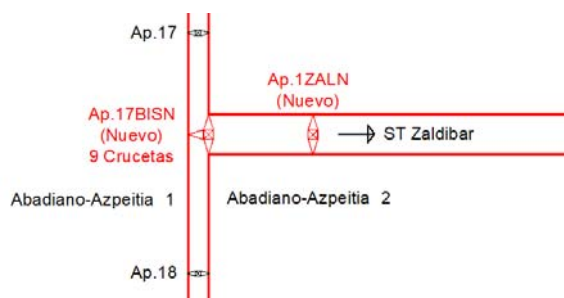 Ap.17
Ap.1ZALN
(Nuevo)
Ap.17BISN
(Nuevo)
9 Crucetas
ST Zaldibar
Abadiano-Azpeitia 1
Abadiano-Azpeitia 2
Ap.18